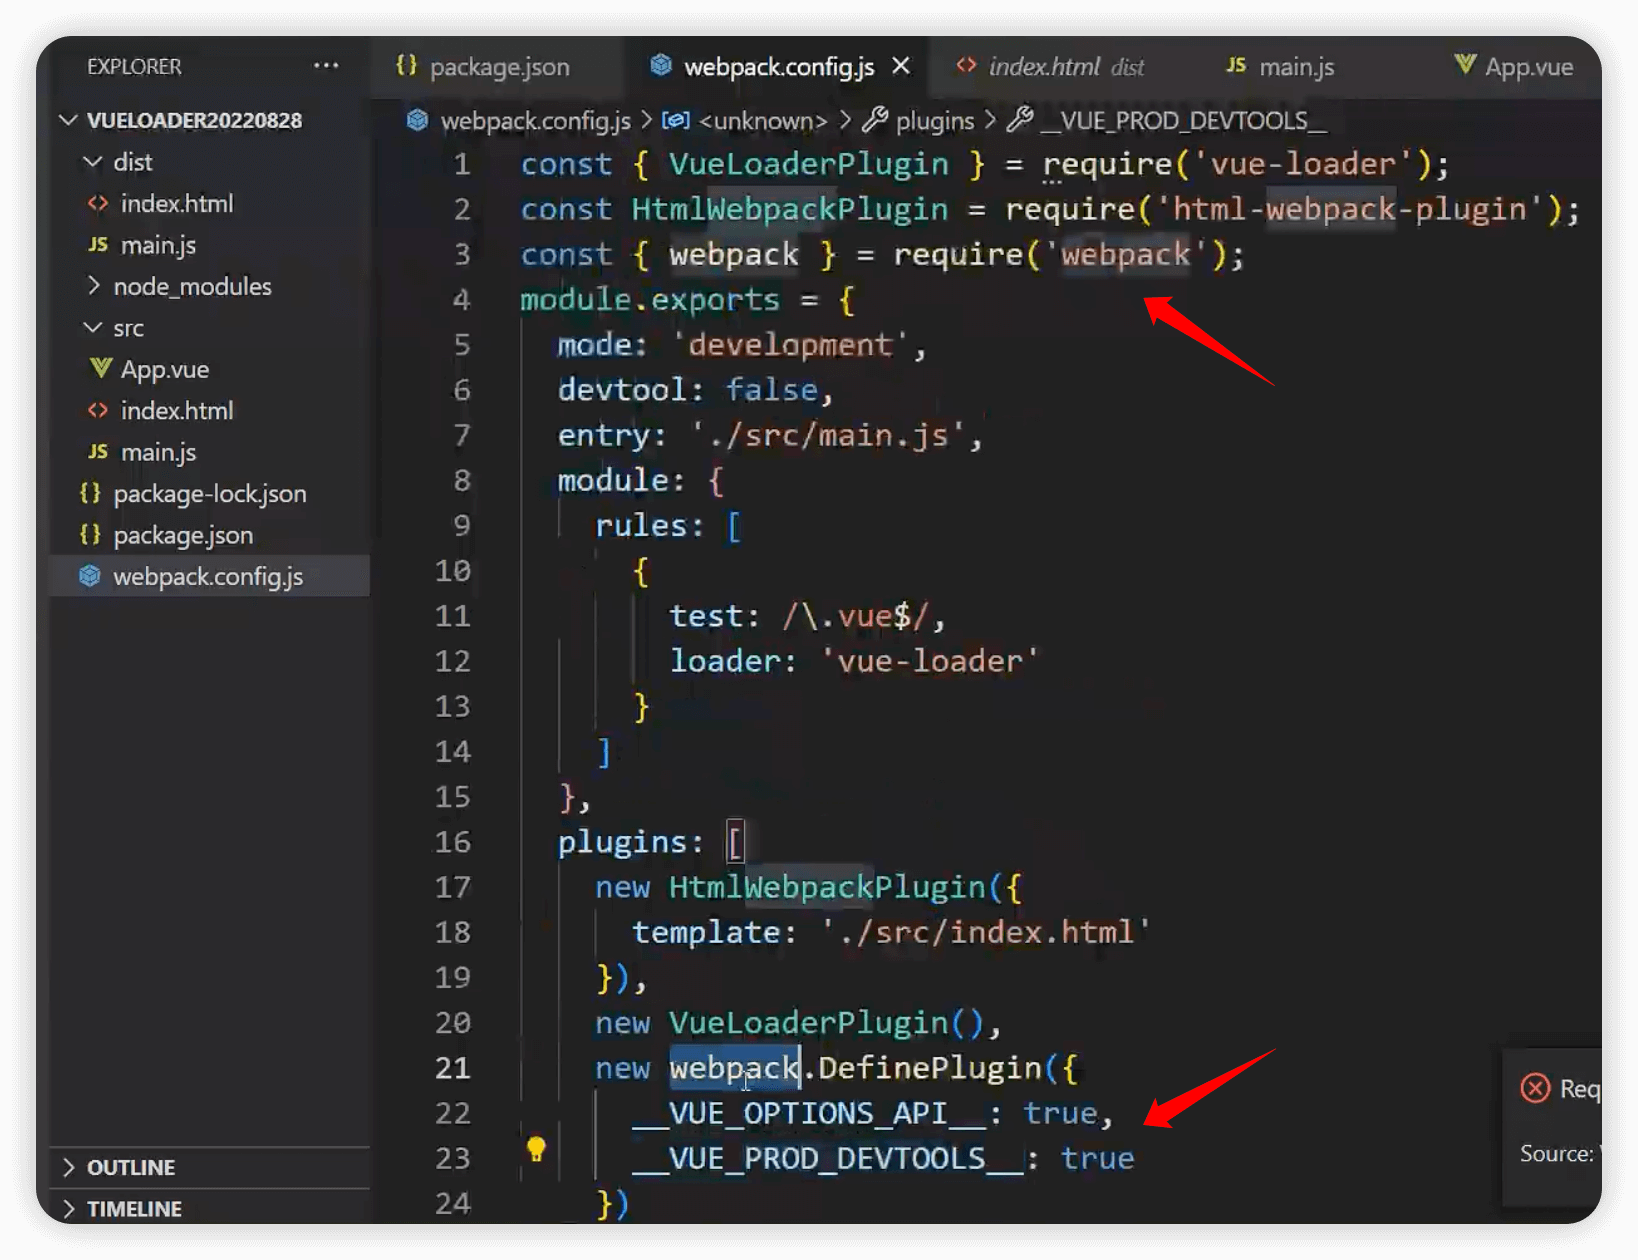 EXPLORER ...
package.json
webpack.config.js
index.html dist
JS main.js
App.vue
VUELOADER20220828
dist
index.html
JS main.js
node_modules
src
App.vue
index.html
JS main.js
{} package-lock.json
{} package.json
webpack.config.js
OUTLINE
TIMELINE
webpack.config.js > <unknown> > plugins > __VUE_PROD_DEVTOOLS__
1 const { VueLoaderPlugin } = require('vue-loader');
2 const HtmlWebpackPlugin = require('html-webpack-plugin');
3 const { webpack } = require('webpack');
4 module.exports = {
5 mode: 'development',
6 devtool: false,
7 entry: './src/main.js',
8 module: {
9 rules: [
10 {
11 test: /\.vue$/,
12 loader: 'vue-loader'
13 }
14 ]
15 },
16 plugins: [
17 new HtmlWebpackPlugin({
18 template: './src/index.html'
19 }),
20 new VueLoaderPlugin(),
21 new webpack.DefinePlugin({
22 __VUE_OPTIONS_API__: true,
23 __VUE_PROD_DEVTOOLS__: true
24 })
Req
Source: